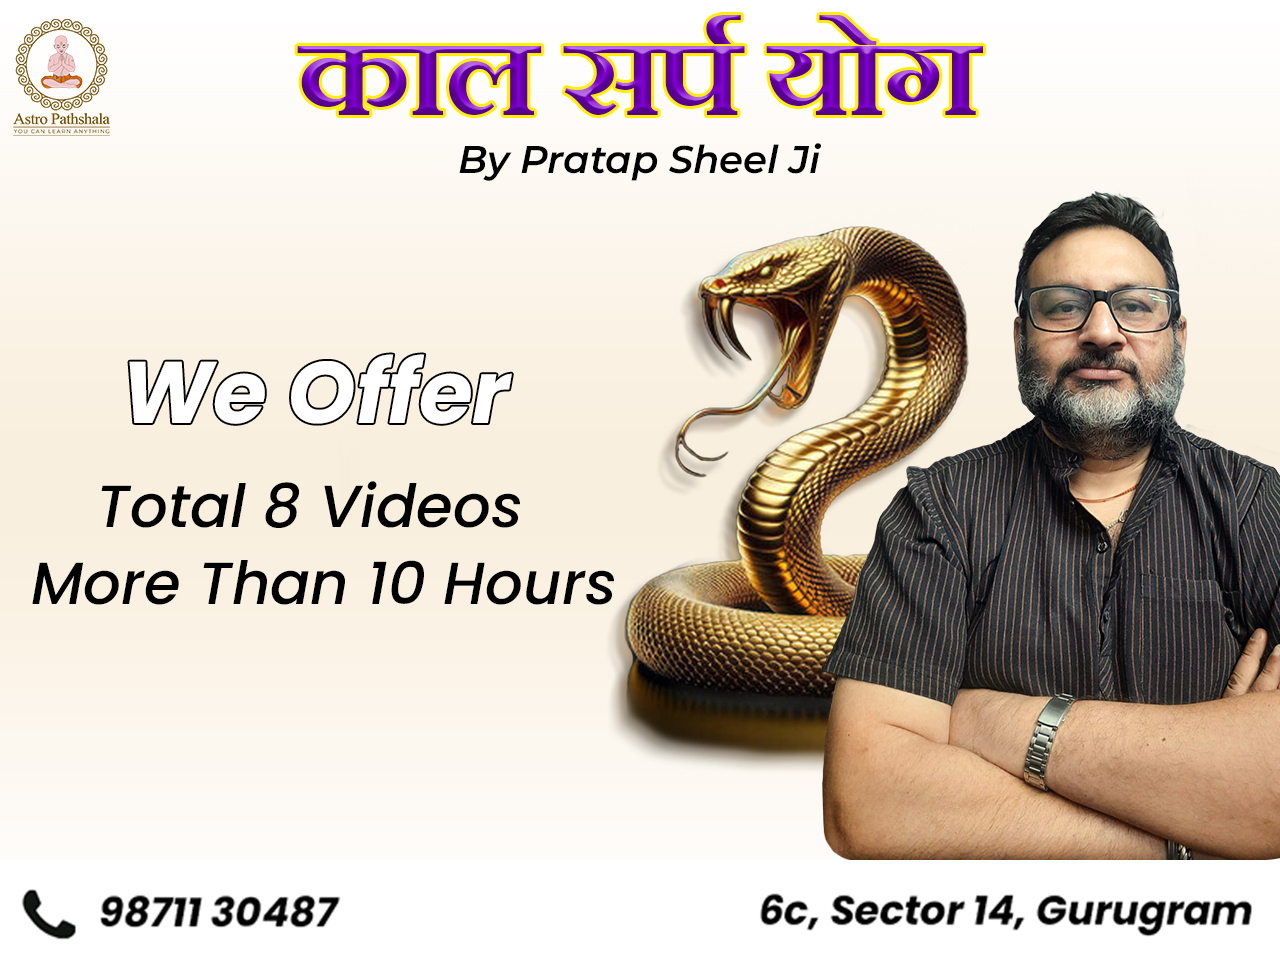 Astro Pathshala
YOU CAN LEARN ANYTHING
काल सर्प योग
By Pratap Sheel Ji
We Offer
Total 8 Videos
More Than 10 Hours
98711 30487
6c, Sector 14, Gurugram